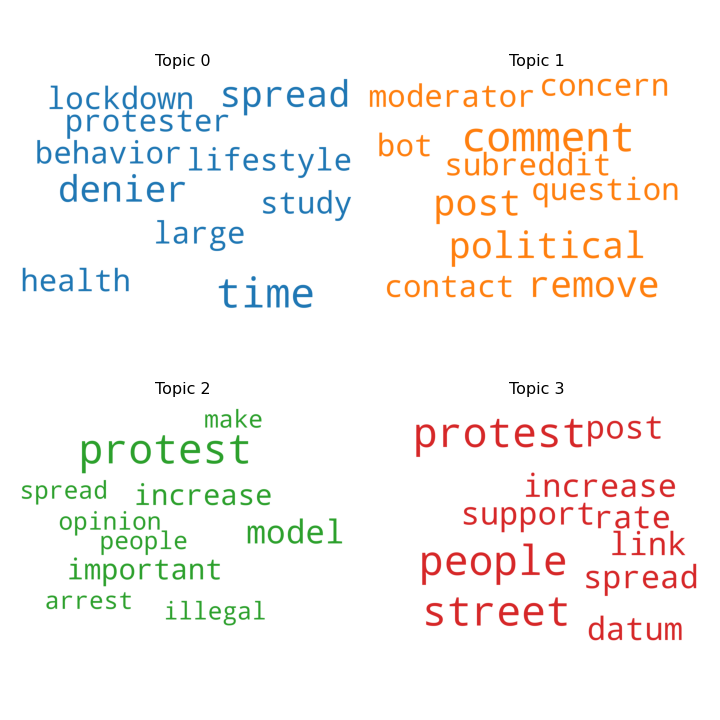 Topic 0
lockdown spread
protester
behavior lifestyle
denier
study
large
health
time
Topic 1
moderator concern
bot comment
subreddit
post question
political
contact remove
Topic 2
make
protest
spread increase
opinion
people model
important
arrest illegal
Topic 3
protest post
increase
support rate
link
people spread
street
datum